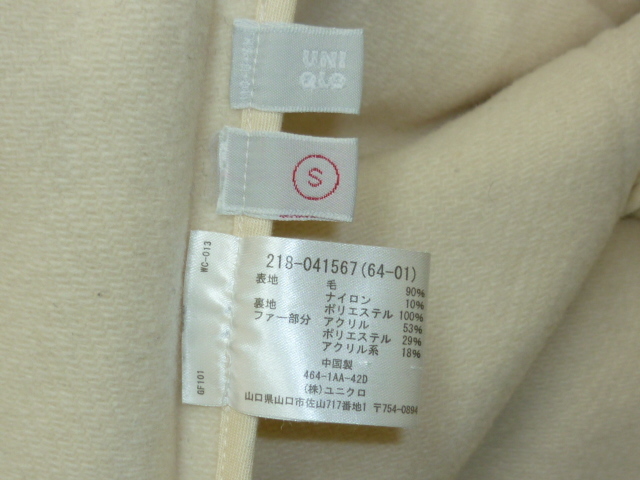 UNI
QLO
S
WC-013
GF101
218-041567(64-01)
表地 毛 90%
ナイロン 10%
裏地 ポリエステル 100%
ファー部分 アクリル 53%
ポリエステル 29%
アクリル系 18%
中国製
464-1AA-42D
(株)ユニクロ
山口県山口市佐山717番地1 〒754-0894